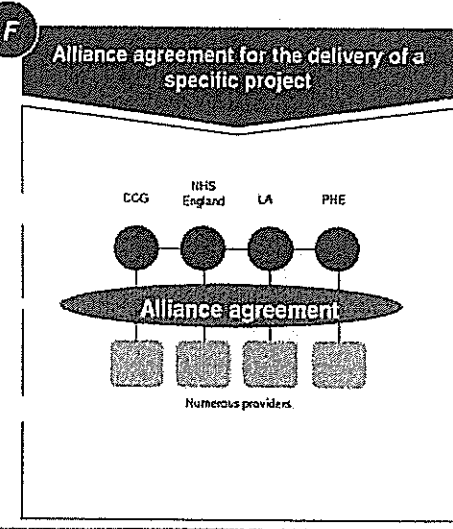 F
Alliance agreement for the delivery of a
specific project
CCG
NHS
England
LA
PHE
Alliance agreement
Numerous providers